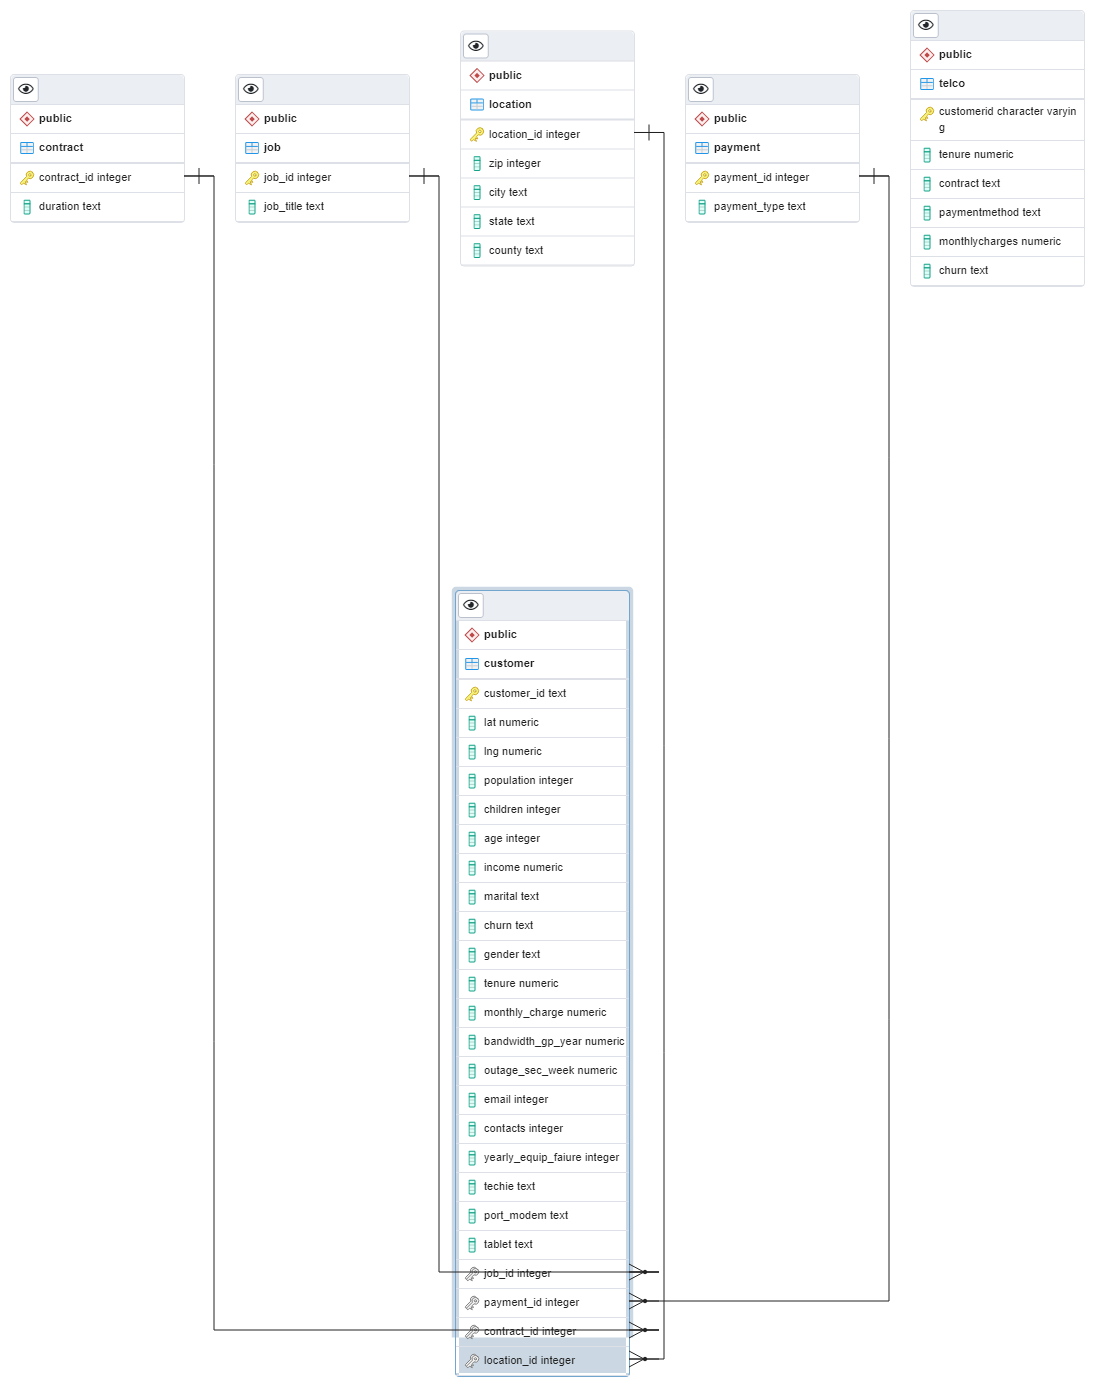 public
contract
contract_id integer
duration text
public
job
job_id integer
job_title text
public
location
location_id integer
zip integer
city text
state text
county text
public
payment
payment_id integer
payment_type text
public
telco
customerid character varyin
g
tenure numeric
contract text
paymentmethod text
monthlycharges numeric
churn text
public
customer
customer_id text
lat numeric
lng numeric
population integer
children integer
age integer
income numeric
marital text
churn text
gender text
tenure numeric
monthly_charge numeric
bandwidth_gp_year numeric
outage_sec_week numeric
email integer
contacts integer
yearly_equip_faiure integer
techie text
port_modem text
tablet text
job_id integer
payment_id integer
contract_id integer
location_id integer